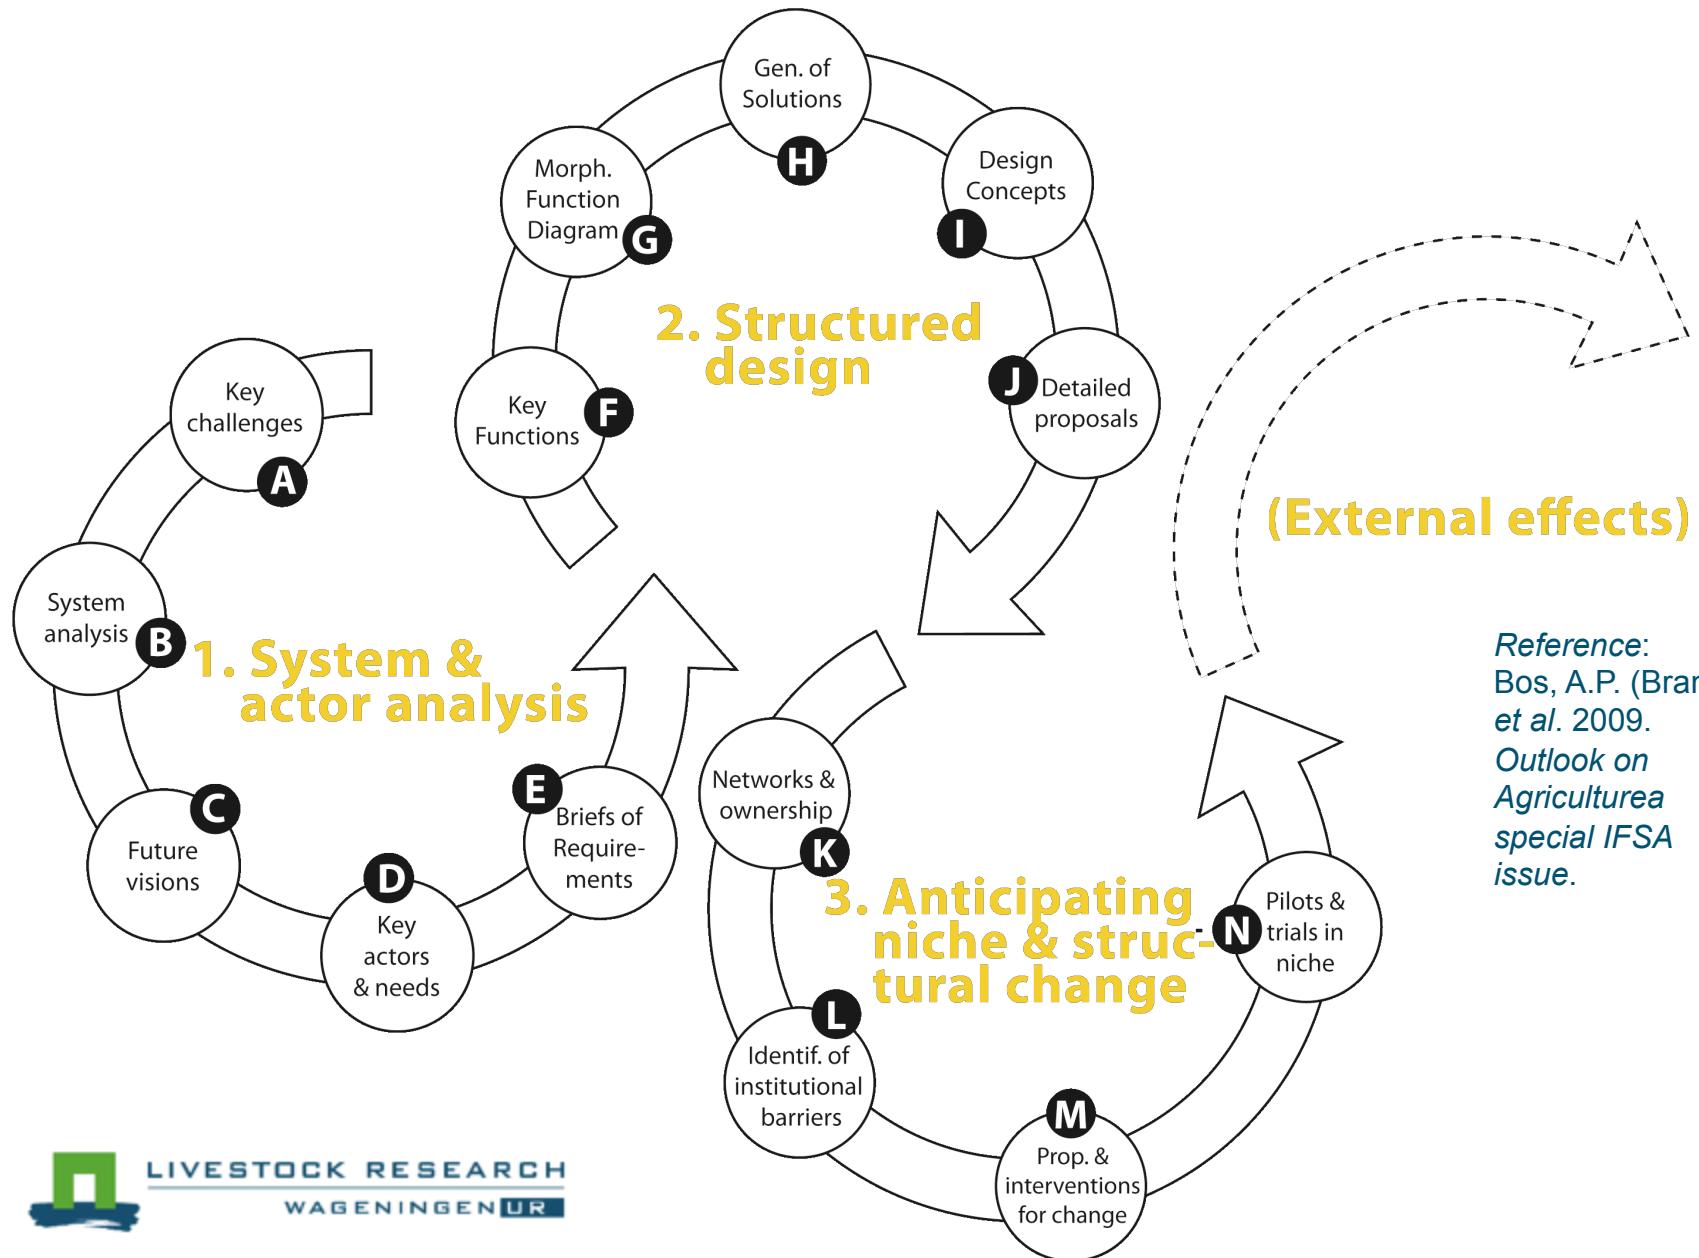 Key
challenges
A
System
analysis
B
Future
visions
C
D
Key
actors
& needs
E
Briefs of
Require-
ments
1. System &
actor analysis
Key
Functions
F
Morph.
Function
Diagram
G
Gen. of
Solutions
H
Design
Concepts
I
J
Detailed
proposals
2. Structured
design
Networks &
ownership
K
L
Identif. of
institutional
barriers
M
Prop. &
interventions
for change
N
Pilots &
trials in
niche
3. Anticipating
niche & struc-
tural change
(External effects)
Reference:
Bos, A.P. (Bram
et al. 2009.
Outlook on
Agriculturea
special IFSA
issue.
LIVESTOCK RESEARCH
WAGENINGEN UR